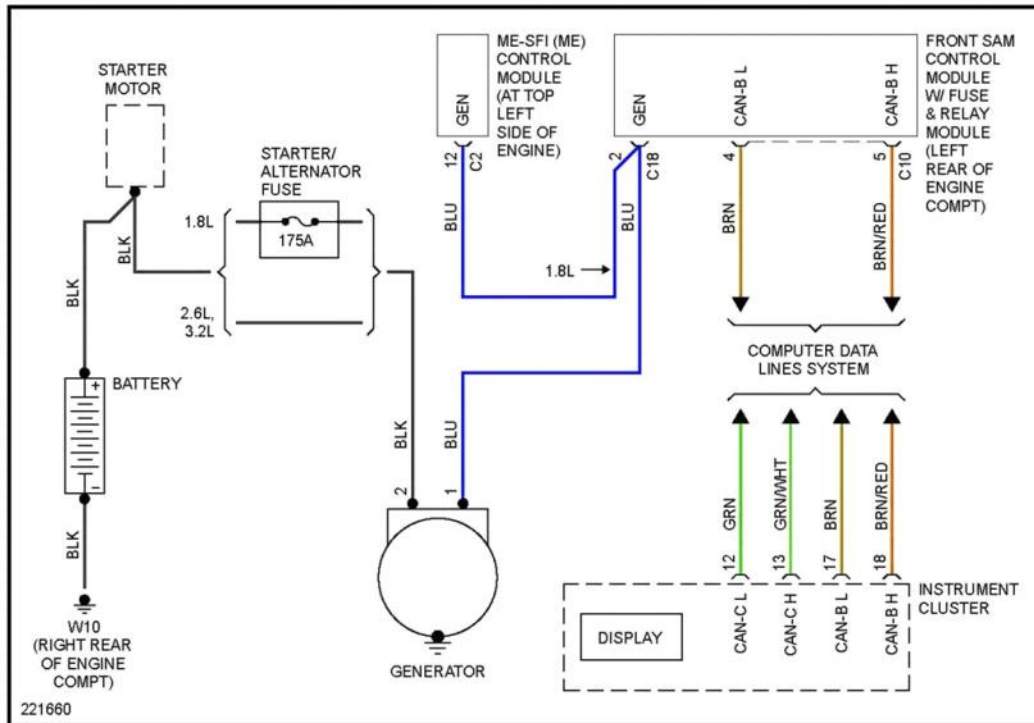 STARTER
MOTOR
ME-SFI (ME)
CONTROL
MODULE
(AT TOP
LEFT
SIDE OF
ENGINE)
GEN
12
C2
BLU
GEN
2
C18
BLU
CAN-B L
4
BRN
CAN-B H
5
C10
BRN/RED
FRONT SAM
CONTROL
MODULE
W/ FUSE
& RELAY
MODULE
(LEFT
REAR OF
ENGINE
COMPT)
STARTER/
ALTERNATOR
FUSE
1.8L
175A
BLK
BLK
2.6L,
3.2L
1.8L
COMPUTER DATA
LINES SYSTEM
BATTERY
+
-
BLK
BLK
2
BLU
1
GRN
12
GRN/WHT
13
BRN
17
BRN/RED
18
W10
(RIGHT REAR
OF ENGINE
COMPT)
GENERATOR
DISPLAY
CAN-C L
CAN-C H
CAN-B L
CAN-B H
INSTRUMENT
CLUSTER
221660